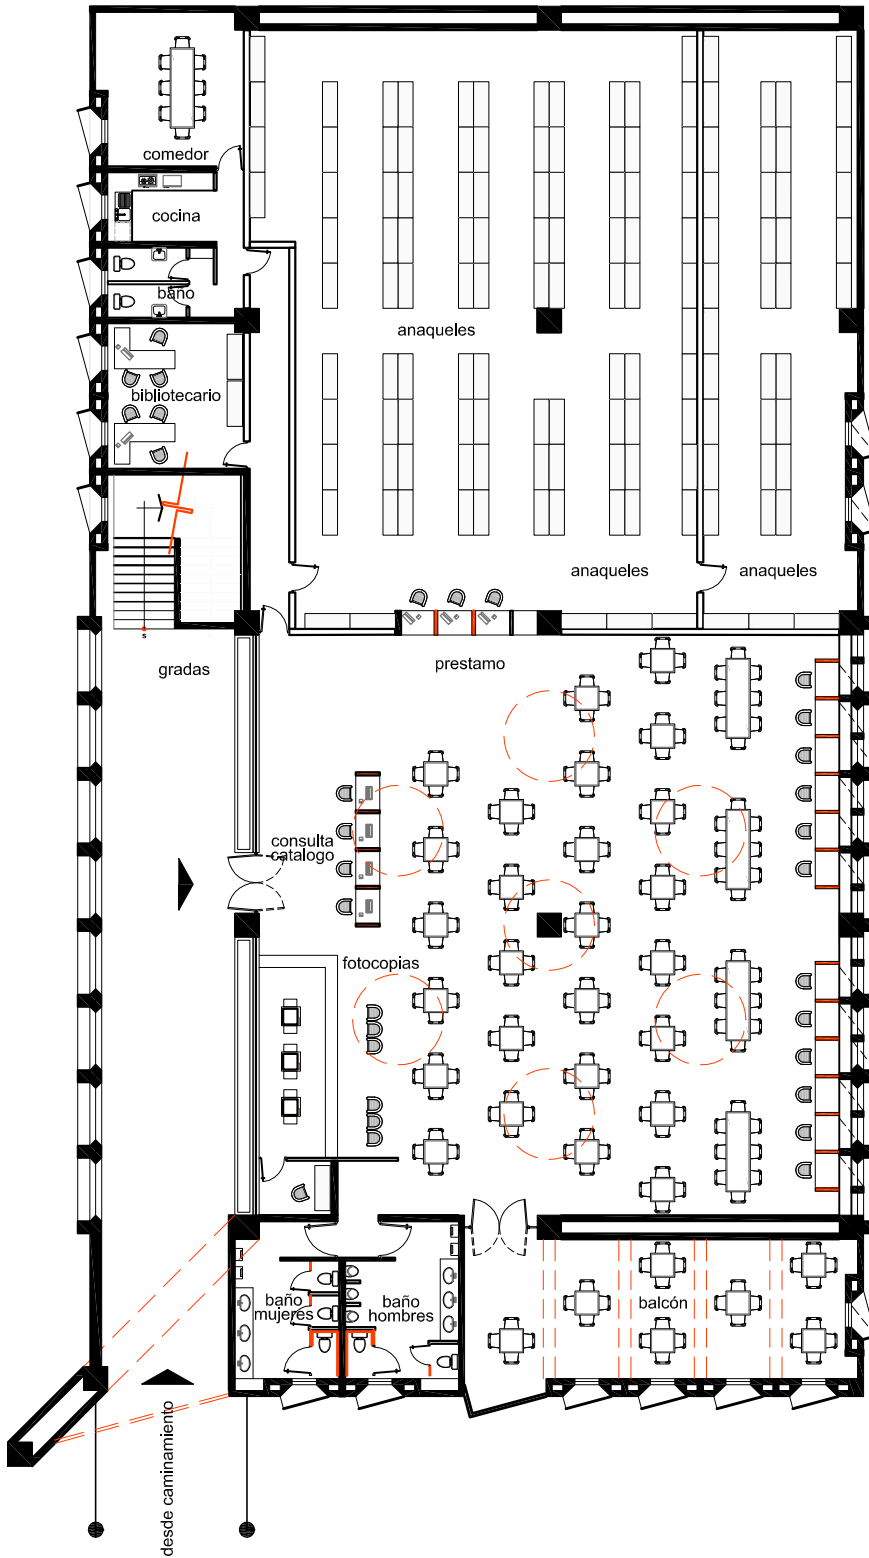 comedor
cocina
baño
anaqueles
bibliotecario
anaqueles
anaqueles
s
gradas
prestamo
consulta
catalogo
fotocopias
baño
mujeres
baño
hombres
balcón
desde caminamiento